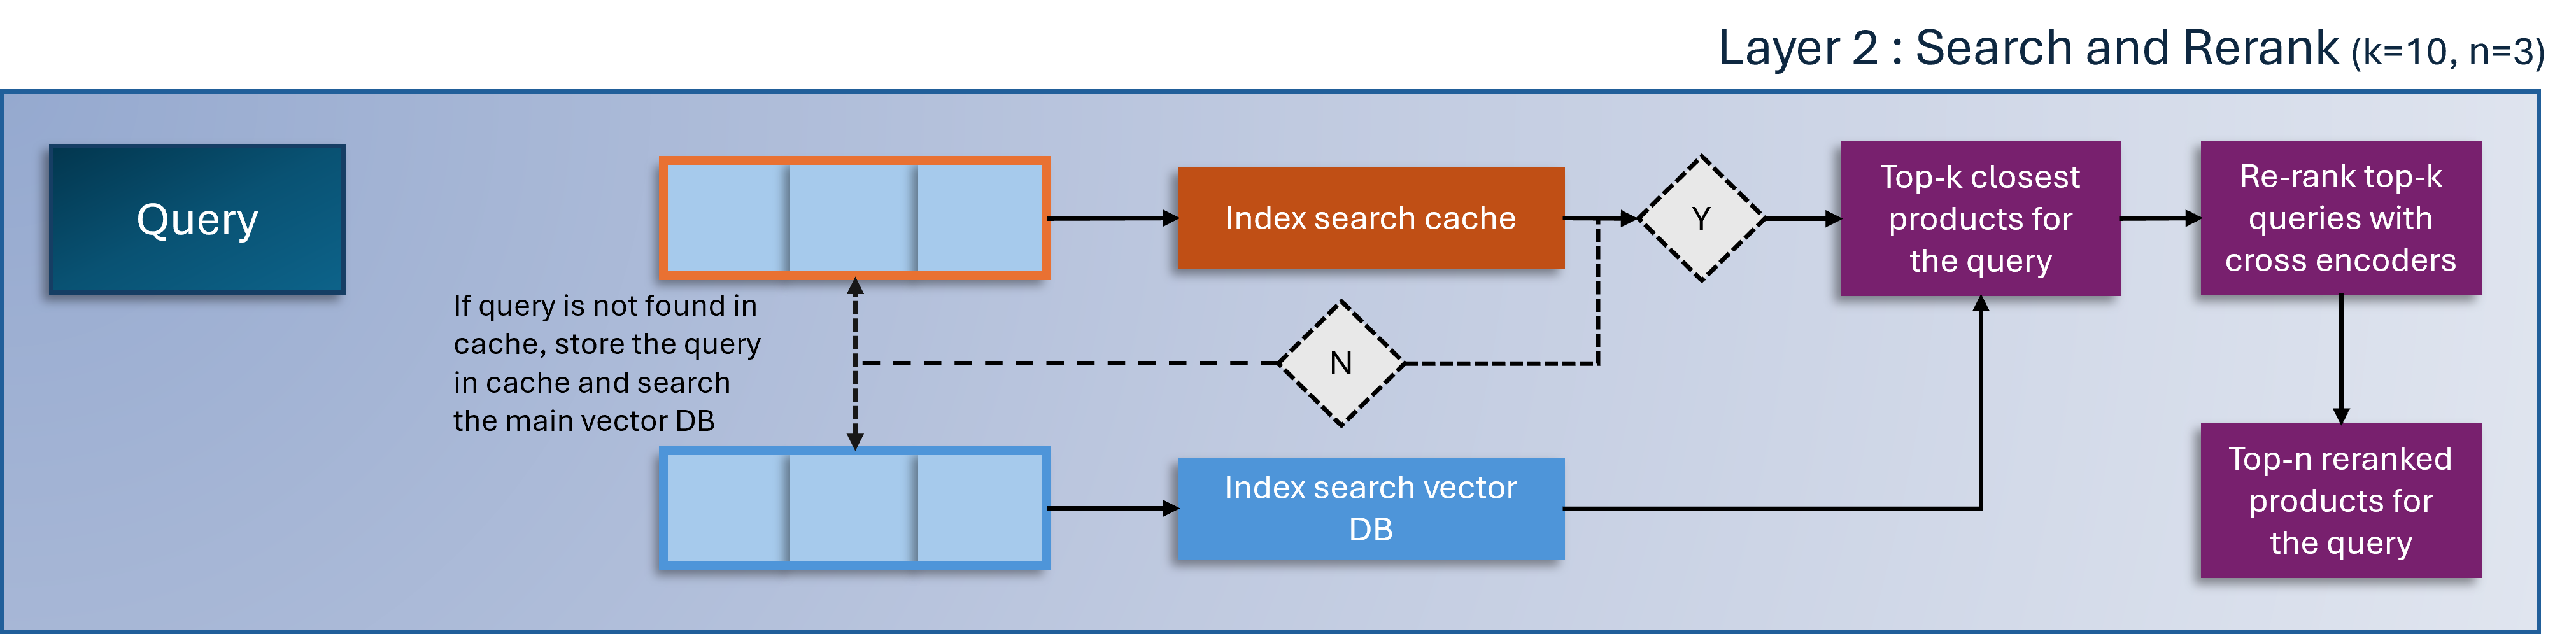 Layer 2 : Search and Rerank (k=10, n=3)
Query
Index search cache
Y
Top-k closest
products for
the query
Re-rank top-k
queries with
cross encoders
If query is not found in
cache, store the query
in cache and search
the main vector DB
N
Index search vector
DB
Top-n reranked
products for
the query